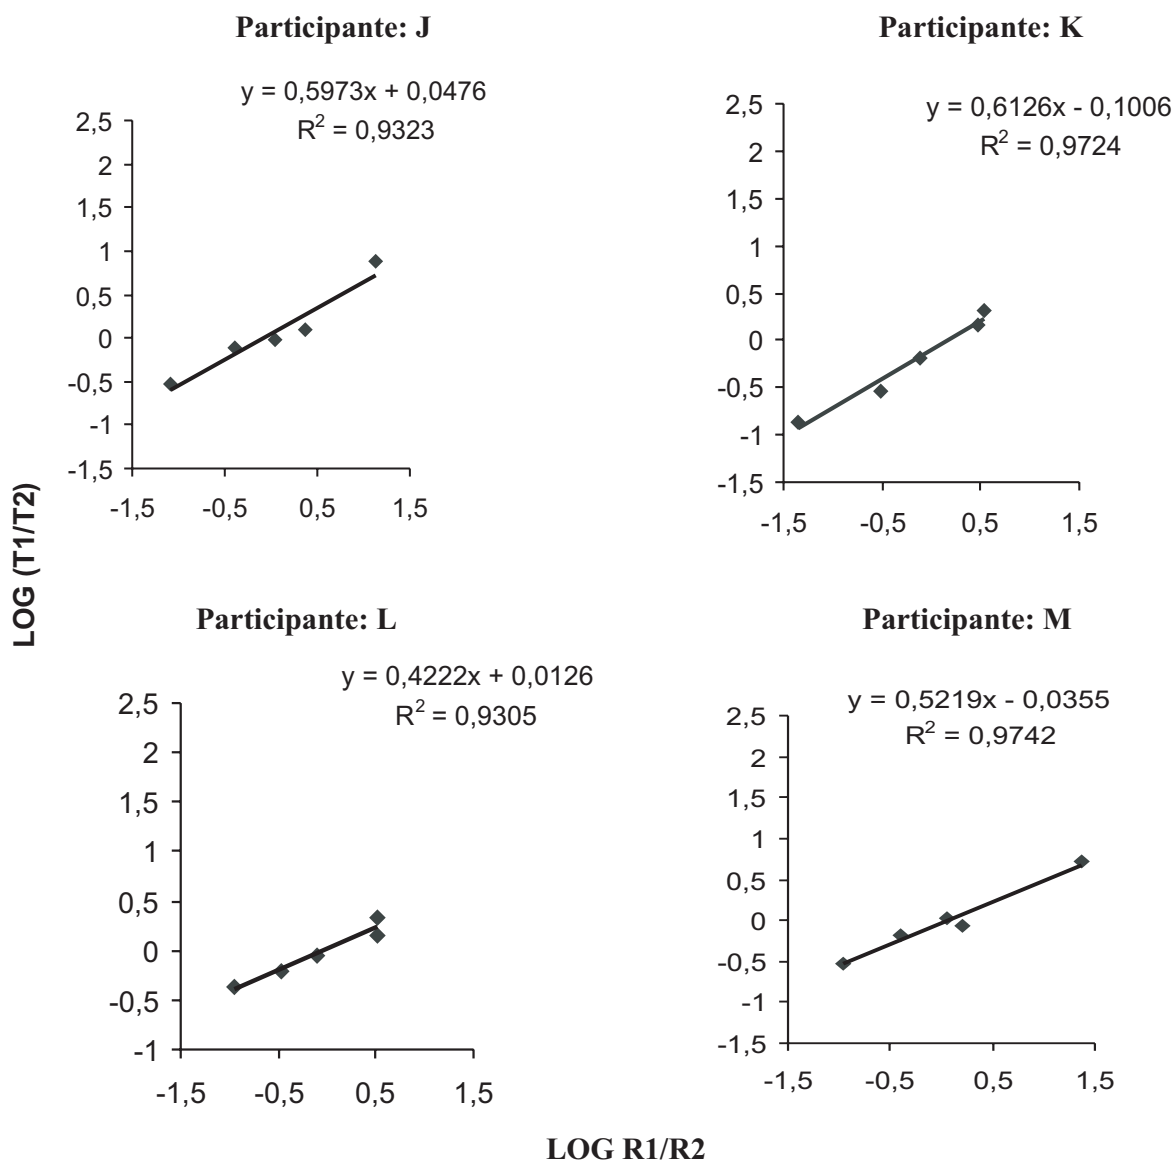 Participante: J
y = 0,5973x + 0,0476
R² = 0,9323
2,5
2
1,5
1
0,5
0
-0,5
-1
-1,5
-1,5 -0,5 0,5 1,5
Participante: K
y = 0,6126x - 0,1006
R² = 0,9724
2,5
2
1,5
1
0,5
0
-0,5
-1
-1,5
-1,5 -0,5 0,5 1,5
LOG (T1/T2)
Participante: L
y = 0,4222x + 0,0126
R² = 0,9305
2,5
2
1,5
1
0,5
0
-0,5
-1
-1,5 -0,5 0,5 1,5
Participante: M
y = 0,5219x - 0,0355
R² = 0,9742
2,5
2
1,5
1
0,5
0
-0,5
-1
-1,5
-1,5 -0,5 0,5 1,5
LOG R1/R2